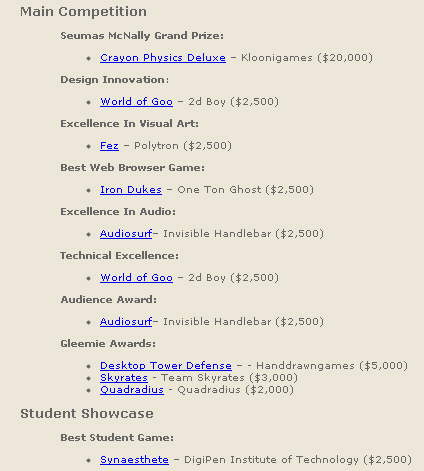 Main Competition
Seumas McNally Grand Prize:
• Crayon Physics Deluxe – Kloonigames ($20,000)
Design Innovation:
• World of Goo – 2d Boy ($2,500)
Excellence In Visual Art:
• Fez – Polytron ($2,500)
Best Web Browser Game:
• Iron Dukes – One Ton Ghost ($2,500)
Excellence In Audio:
• Audiosurf– Invisible Handlebar ($2,500)
Technical Excellence:
• World of Goo – 2d Boy ($2,500)
Audience Award:
• Audiosurf– Invisible Handlebar ($2,500)
Gleemie Awards:
• Desktop Tower Defense – - Handdrawngames ($5,000)
• Skyrates - Team Skyrates ($3,000)
• Quadradius - Quadradius ($2,000)
Student Showcase
Best Student Game:
• Synaesthete – DigiPen Institute of Technology ($2,500)